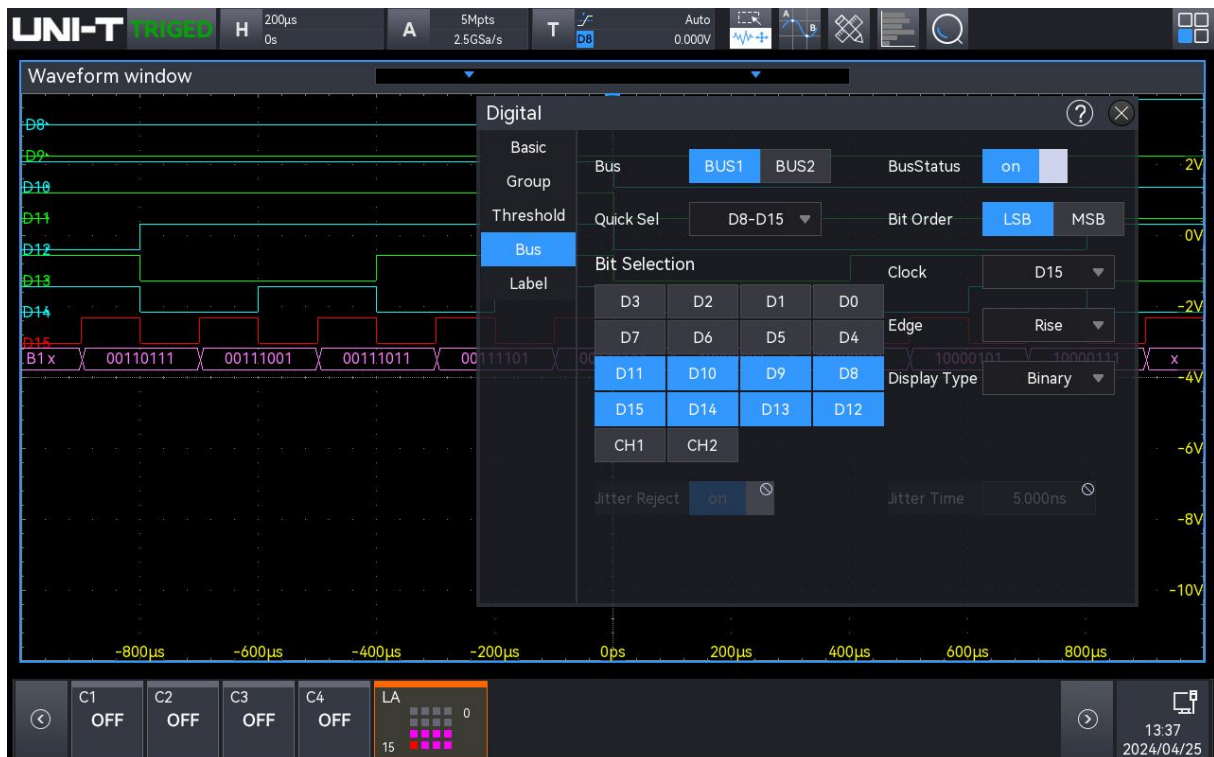 UNI-T TRIGED H 200μs 0s A 5Mpts 2.5GSa/s T D8 Auto 0.000V A B
Waveform window
Digital
Basic
Group
Threshold
Bus
Label
Bus BUS1 BUS2 BusStatus on
Quick Sel D8-D15 Bit Order LSB MSB
Bit Selection
Clock D15
D3 D2 D1 D0
Edge Rise
D7 D6 D5 D4
D11 D10 D9 D8
Display Type Binary
D15 D14 D13 D12
CH1 CH2
Jitter Reject on Jitter Time 5.000ns
D8
D9
D10
D11
D12
D13
D14
D15
B1 x 00110111 00111001 00111011 00111101 10000101 10000111 x
2V
0V
-2V
-4V
-6V
-8V
-10V
-800μs -600μs -400μs -200μs 0ps 200μs 400μs 600μs 800μs
C1 OFF C2 OFF C3 OFF C4 OFF LA 0 15
13:37
2024/04/25